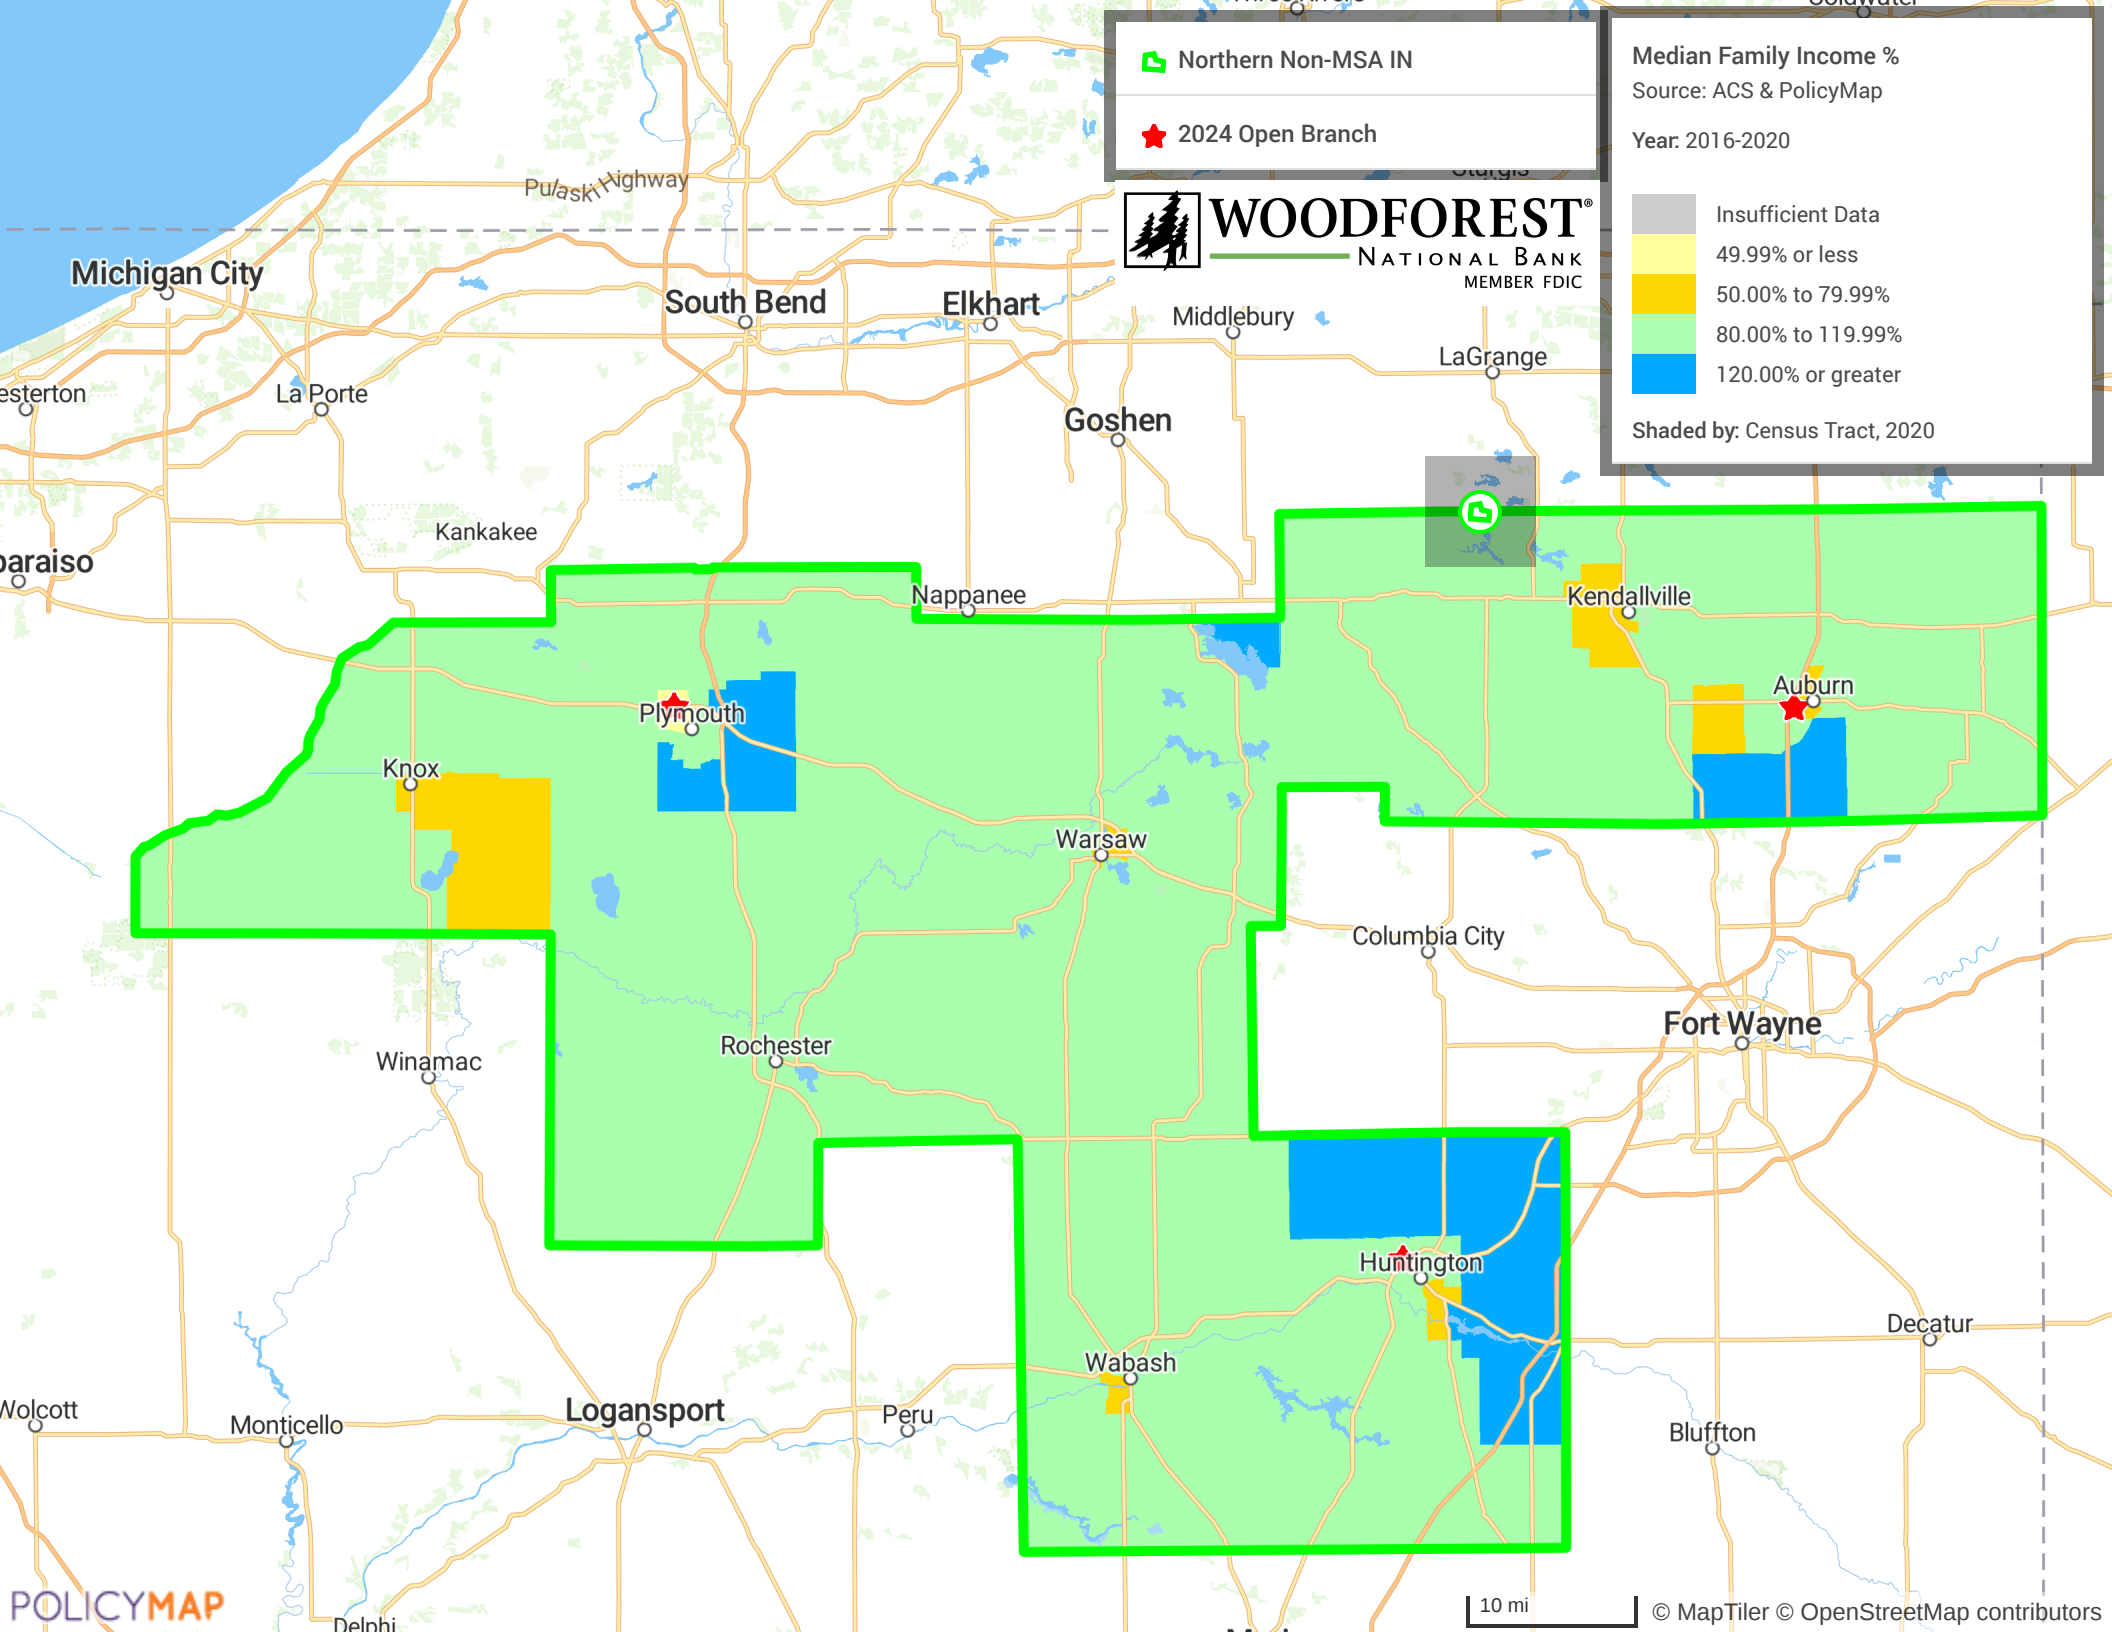 Northern Non-MSA IN
2024 Open Branch
WOODFOREST®
NATIONAL BANK
MEMBER FDIC
Median Family Income %
Source: ACS & PolicyMap
Year: 2016-2020
Insufficient Data
49.99% or less
50.00% to 79.99%
80.00% to 119.99%
120.00% or greater
Shaded by: Census Tract, 2020
Pulaski Highway
Michigan City
South Bend
Elkhart
Middlebury
LaGrange
esterton
La Porte
Goshen
Kankakee
paraiso
Nappanee
Kendallville
Auburn
Plymouth
Knox
Warsaw
Columbia City
Fort Wayne
Rochester
Winamac
Huntington
Decatur
Wabash
Wolcott
Monticello
Logansport
Peru
Bluffton
Delphi
POLICYMAP
10 mi
© MapTiler © OpenStreetMap contributors